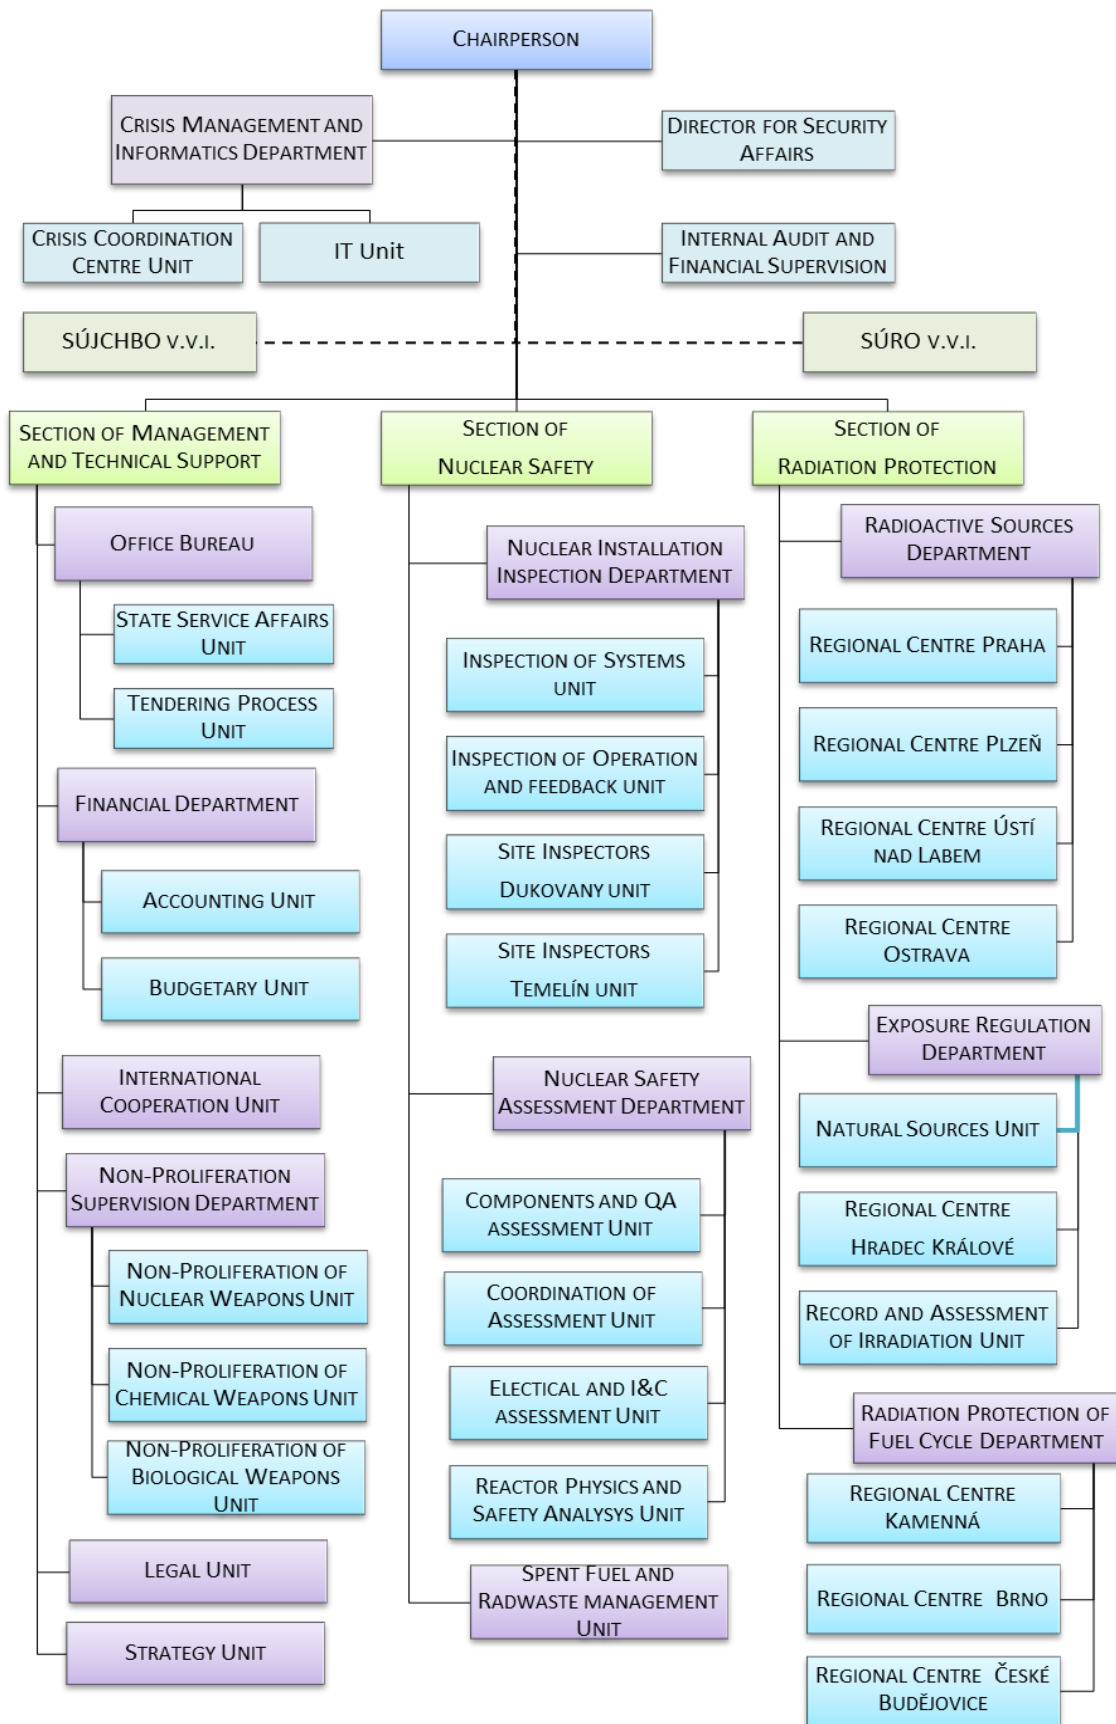 CHAIRPERSON
CRISIS MANAGEMENT AND
INFORMATICS DEPARTMENT
DIRECTOR FOR SECURITY
AFFAIRS
CRISIS COORDINATION
CENTRE UNIT
IT Unit
INTERNAL AUDIT AND
FINANCIAL SUPERVISION
SÚJCHBO V.V.I.
SÚRO V.V.I.
SECTION OF MANAGEMENT
AND TECHNICAL SUPPORT
OFFICE BUREAU
STATE SERVICE AFFAIRS
UNIT
TENDERING PROCESS
UNIT
FINANCIAL DEPARTMENT
ACCOUNTING UNIT
BUDGETARY UNIT
INTERNATIONAL
COOPERATION UNIT
NON-PROLIFERATION
SUPERVISION DEPARTMENT
NON-PROLIFERATION OF
NUCLEAR WEAPONS UNIT
NON-PROLIFERATION OF
CHEMICAL WEAPONS UNIT
NON-PROLIFERATION OF
BIOLOGICAL WEAPONS
UNIT
LEGAL UNIT
STRATEGY UNIT
SECTION OF
NUCLEAR SAFETY
NUCLEAR INSTALLATION
INSPECTION DEPARTMENT
INSPECTION OF SYSTEMS
UNIT
INSPECTION OF OPERATION
AND FEEDBACK UNIT
SITE INSPECTORS
DUKOVANY UNIT
SITE INSPECTORS
TEMELÍN UNIT
NUCLEAR SAFETY
ASSESSMENT DEPARTMENT
COMPONENTS AND QA
ASSESSMENT UNIT
COORDINATION OF
ASSESSMENT UNIT
ELECTICAL AND I&C
ASSESSMENT UNIT
REACTOR PHYSICS AND
SAFETY ANALYSYS UNIT
SPENT FUEL AND
RADWASTE MANAGEMENT
UNIT
SECTION OF
RADIATION PROTECTION
RADIOACTIVE SOURCES
DEPARTMENT
REGIONAL CENTRE PRAHA
REGIONAL CENTRE PLZEŇ
REGIONAL CENTRE ÚSTÍ
NAD LABEM
REGIONAL CENTRE
OSTRAVA
EXPOSURE REGULATION
DEPARTMENT
NATURAL SOURCES UNIT
REGIONAL CENTRE
HRADEC KRÁLOVÉ
RECORD AND ASSESSMENT
OF IRRADIATION UNIT
RADIATION PROTECTION OF
FUEL CYCLE DEPARTMENT
REGIONAL CENTRE
KAMENNÁ
REGIONAL CENTRE BRNO
REGIONAL CENTRE ČESKÉ
BUDĚJOVICE